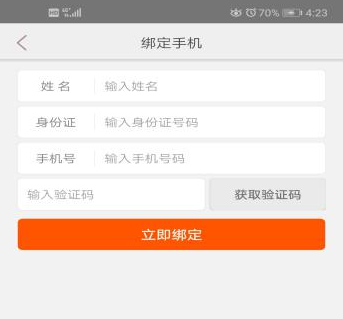 HD 46 70% 4:23
绑定手机
姓 名 输入姓名
身份证 输入身份证号码
手机号 输入手机号码
输入验证码 获取验证码
立即绑定